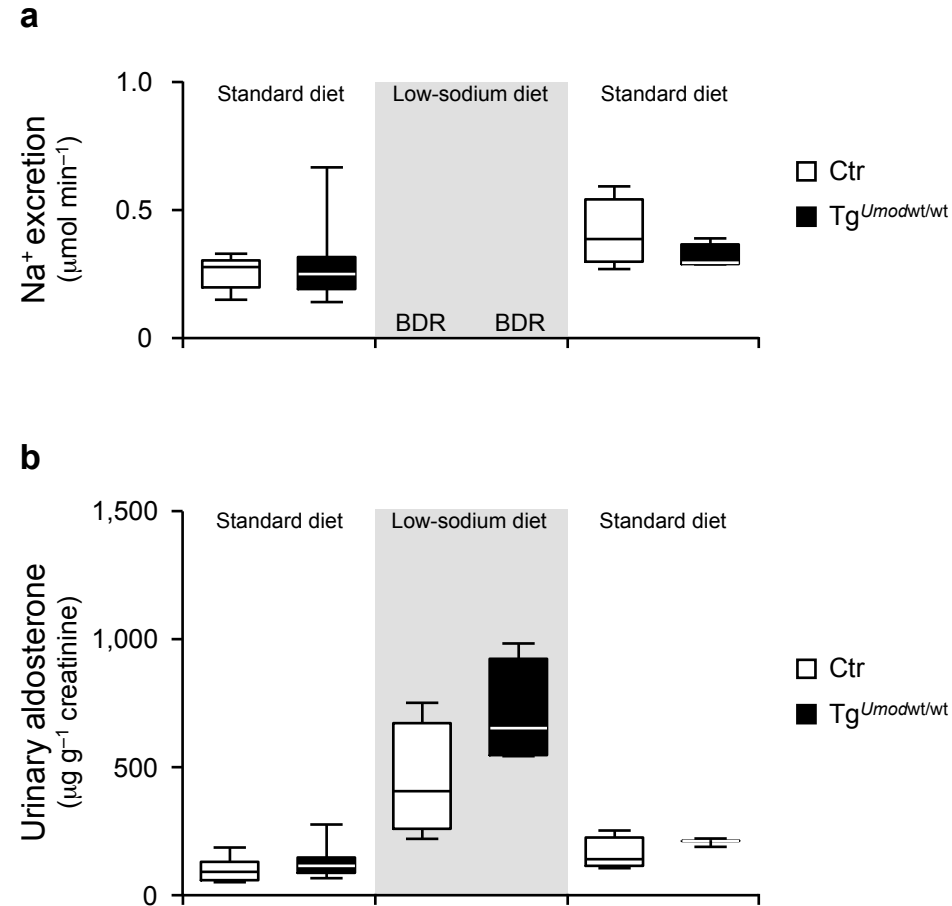 a
1.0
Standard diet
Low-sodium diet
Standard diet
Na⁺ excretion
(μmol min⁻¹)
0.5
Ctr
Tg^Umodwt/wt
BDR
BDR
0
b
1,500
Standard diet
Low-sodium diet
Standard diet
Urinary aldosterone
(μg g⁻¹ creatinine)
1,000
Ctr
Tg^Umodwt/wt
500
0